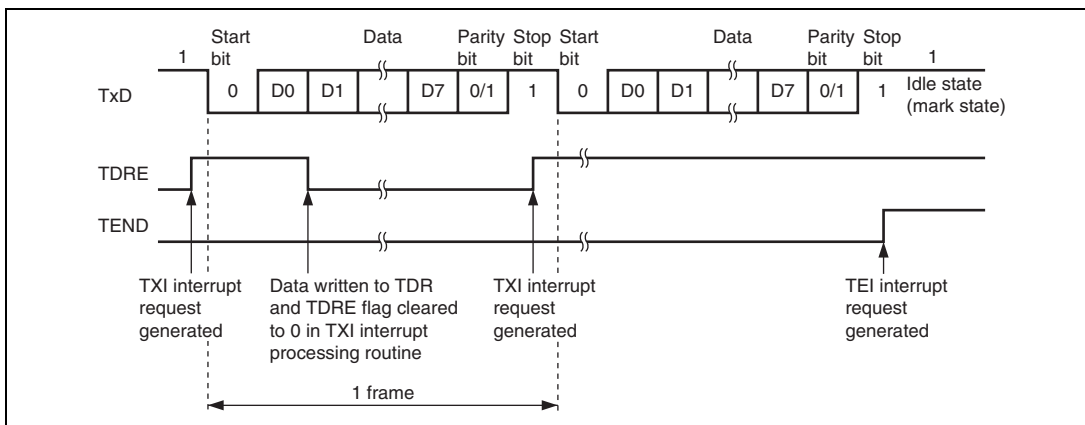 Start bit
Data
Parity bit
Stop bit
Start bit
Data
Parity bit
Stop bit
1
1
TxD
0
D0
D1
D7
0/1
1
0
D0
D1
D7
0/1
1
Idle state
(mark state)
TDRE
TEND
TXI interrupt
request
generated
Data written to TDR
and TDRE flag cleared
to 0 in TXI interrupt
processing routine
TXI interrupt
request
generated
TEI interrupt
request
generated
1 frame